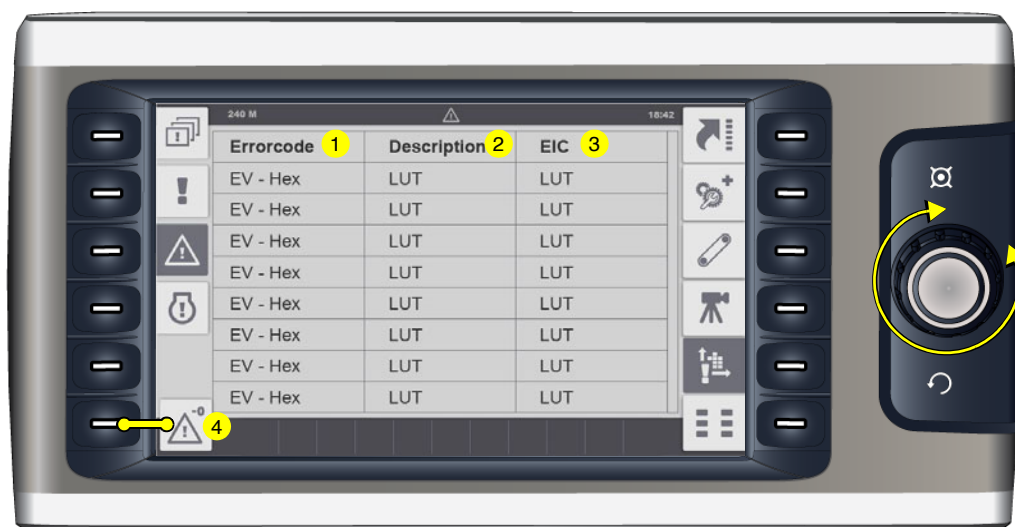 240 M 18:42
Errorcode 1 Description 2 EIC 3
EV - Hex LUT LUT
EV - Hex LUT LUT
EV - Hex LUT LUT
EV - Hex LUT LUT
EV - Hex LUT LUT
EV - Hex LUT LUT
EV - Hex LUT LUT
EV - Hex LUT LUT
-0 4